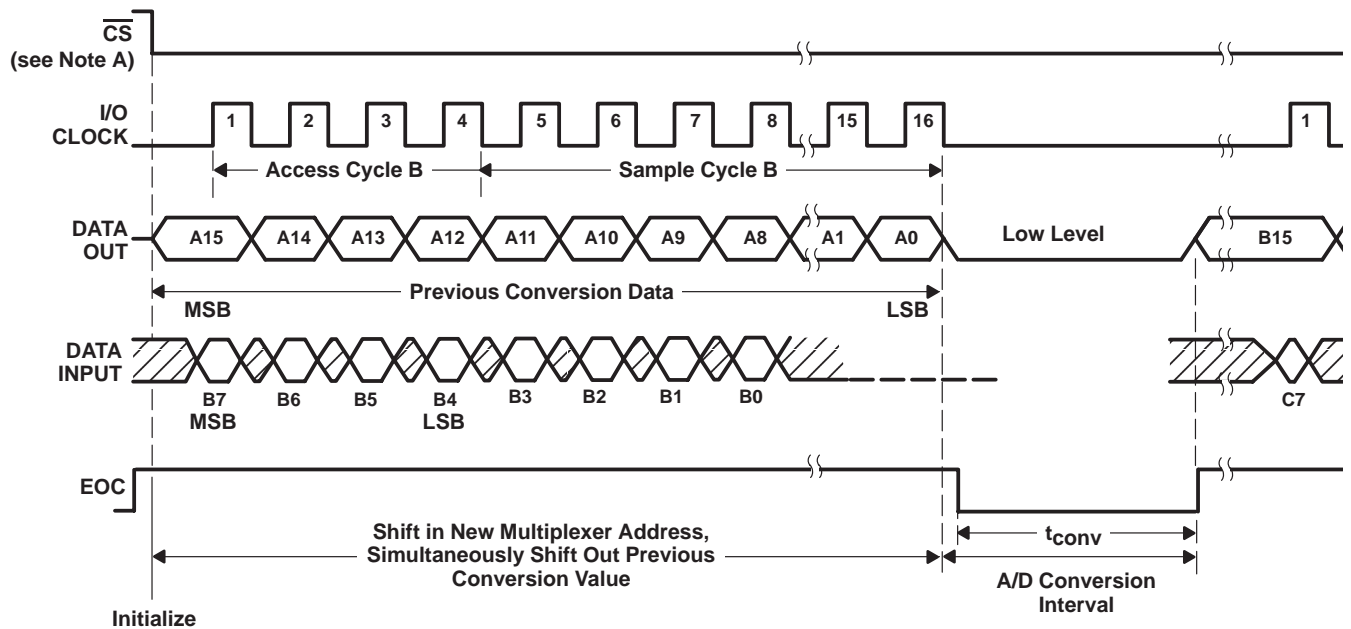 CS
(see Note A)
I/O
CLOCK
1 2 3 4 5 6 7 8 15 16 1
Access Cycle B Sample Cycle B
DATA
OUT
A15 A14 A13 A12 A11 A10 A9 A8 A1 A0 Low Level B15
Previous Conversion Data
MSB LSB
DATA
INPUT
B7 B6 B5 B4 B3 B2 B1 B0 C7
MSB LSB
EOC
Shift in New Multiplexer Address,
Simultaneously Shift Out Previous
Conversion Value
tconv
A/D Conversion
Interval
Initialize